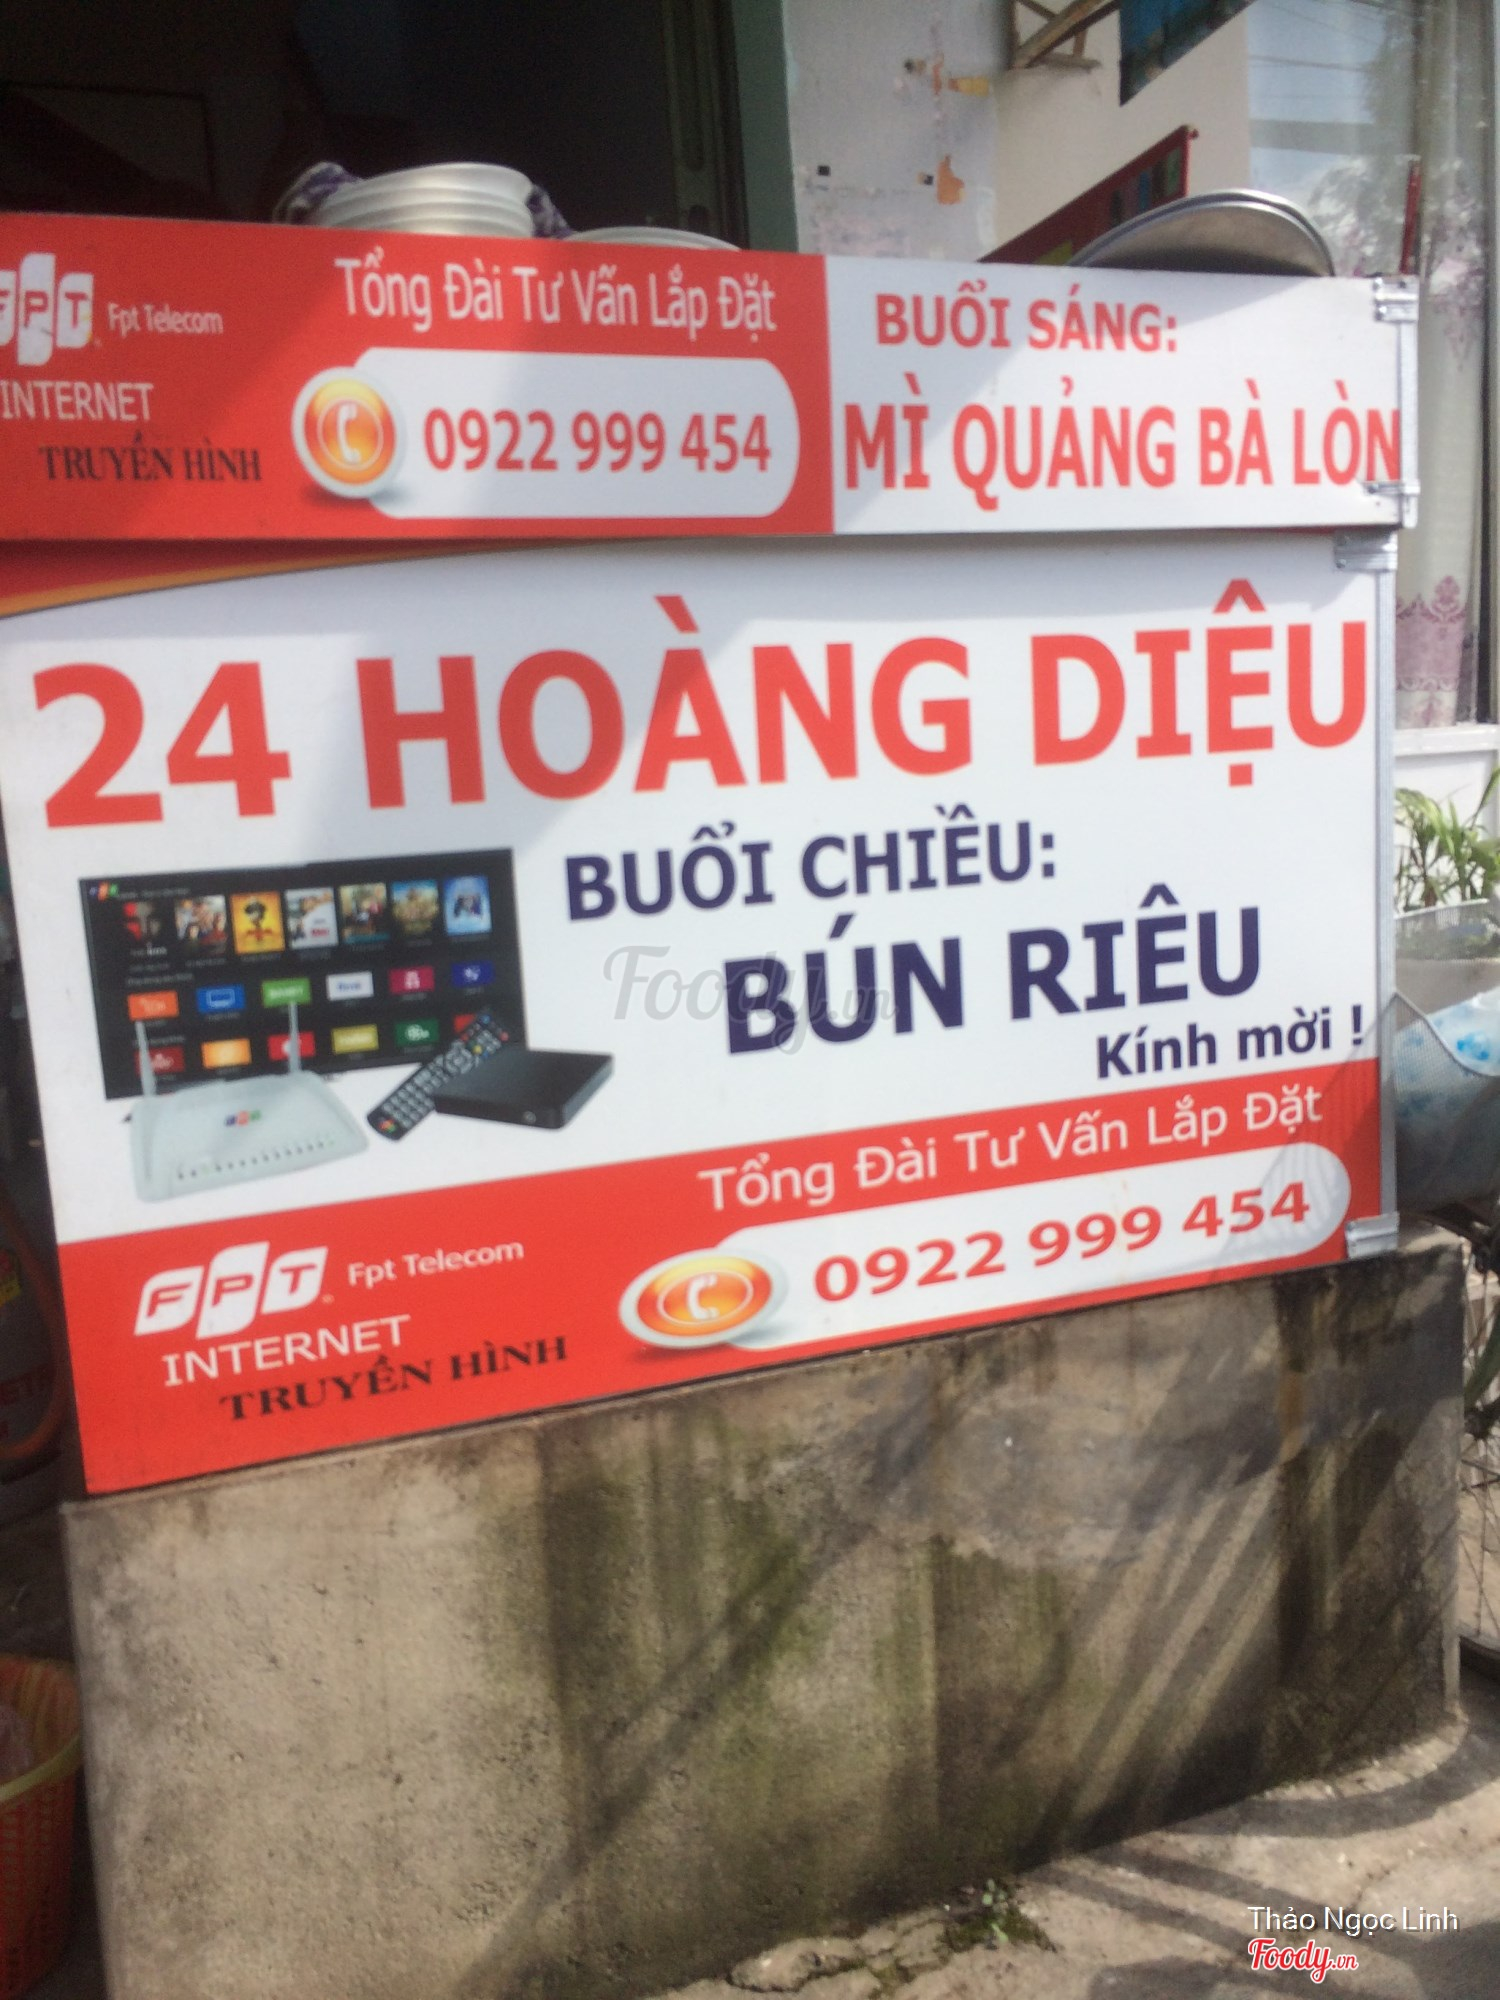 FPT Fpt Telecom
INTERNET
TRUYỀN HÌNH
Tổng Đài Tư Vấn Lắp Đặt
0922 999 454
BUỔI SÁNG:
MÌ QUẢNG BÀ LÒN
24 HOÀNG DIỆU
BUỔI CHIỀU:
BÚN RIÊU
Kính mời !
Foody.vn
Tổng Đài Tư Vấn Lắp Đặt
0922 999 454
FPT Fpt Telecom
INTERNET
TRUYỀN HÌNH
Thảo Ngọc Linh
Foody.vn